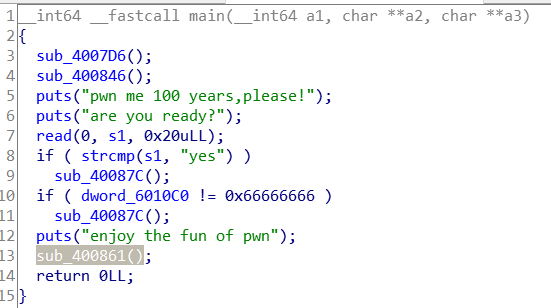 1 __int64 __fastcall main(__int64 a1, char **a2, char **a3)
2 {
3 sub_4007D6();
4 sub_400846();
5 puts("pwn me 100 years,please!");
6 puts("are you ready?");
7 read(0, s1, 0x20uLL);
8 if ( strcmp(s1, "yes") )
9 sub_40087C();
10 if ( dword_6010C0 != 0x66666666 )
11 sub_40087C();
12 puts("enjoy the fun of pwn");
13 sub_400861();
14 return 0LL;
15 }